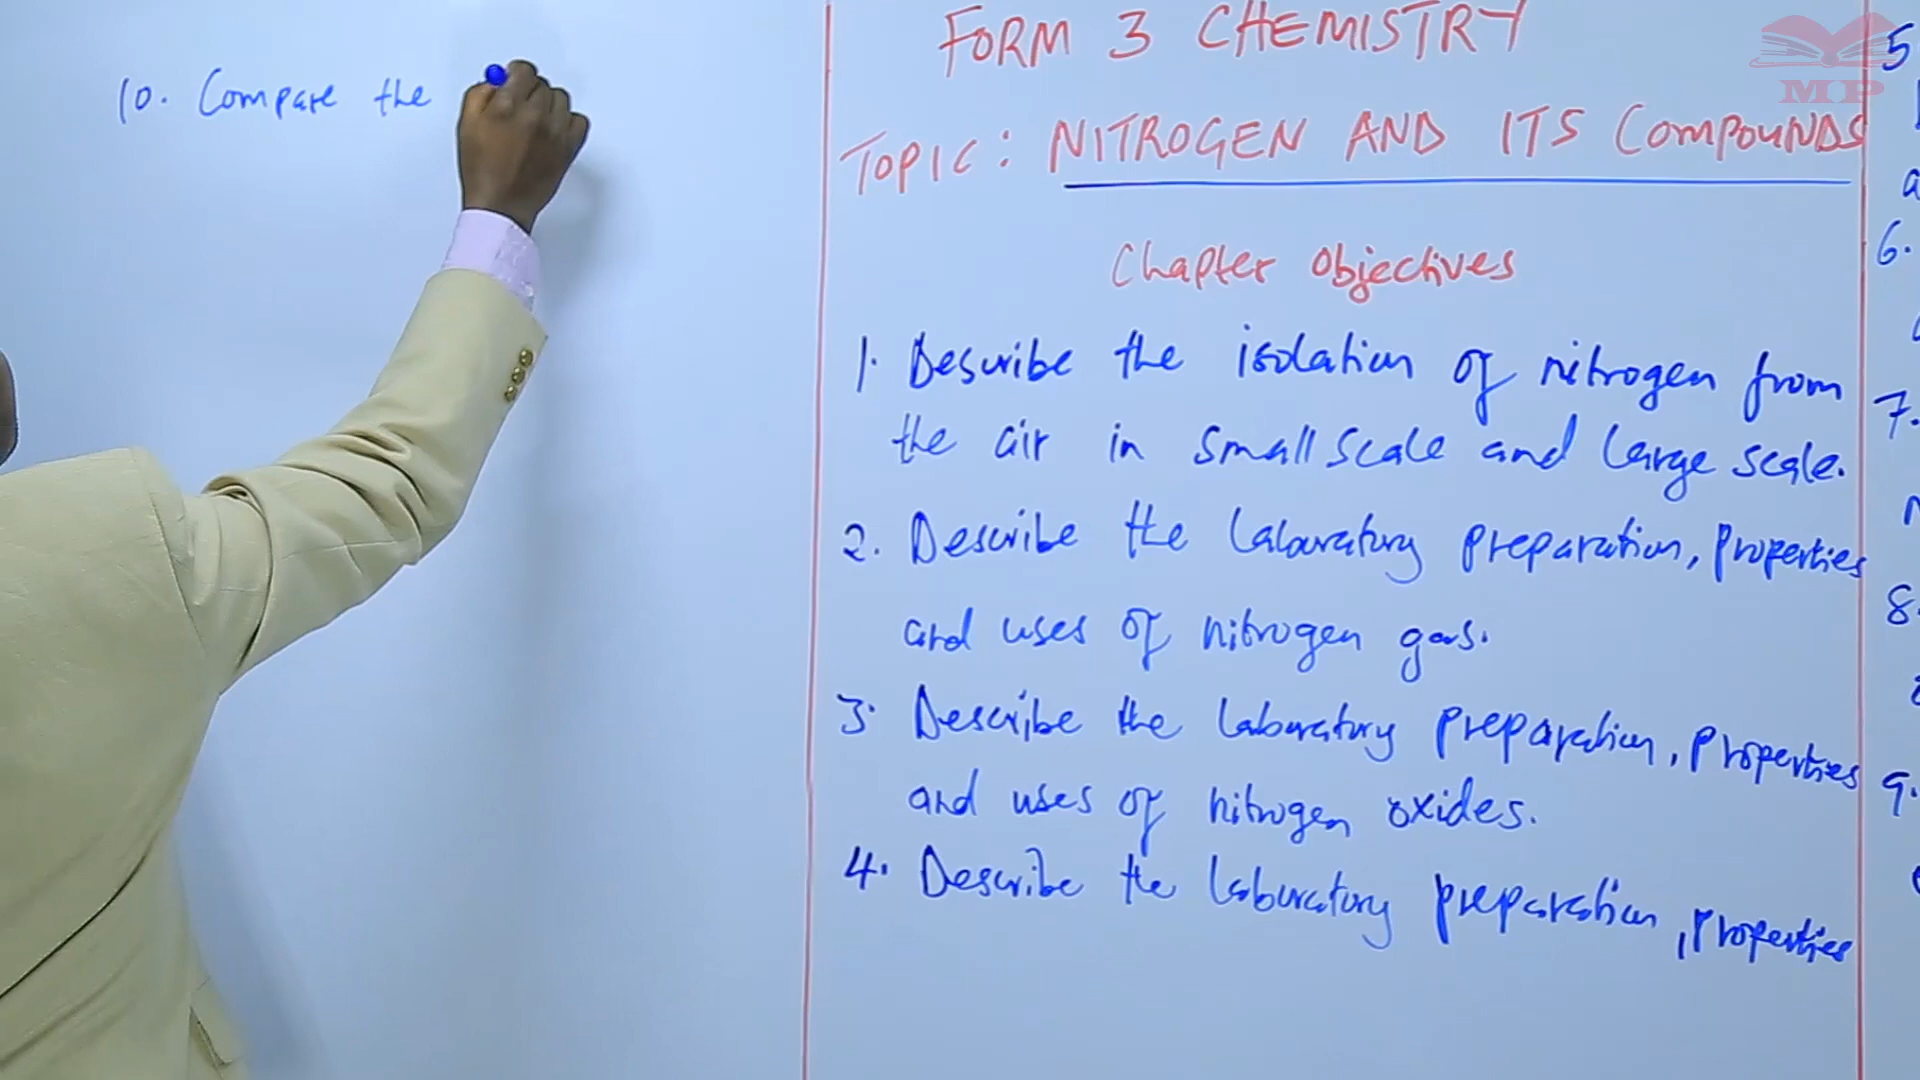 10. Compare the
FORM 3 CHEMISTRY
TOPIC: NITROGEN AND ITS COMPOUNDS
Chapter Objectives
1. Describe the isolation of nitrogen from
the air in small scale and large scale.
2. Describe the laboratory preparation, properties
and uses of nitrogen gas.
3. Describe the laboratory preparation, properties
and uses of nitrogen oxides.
4. Describe the laboratory preparation, properties
5
6.
7.
8.
9.
MP